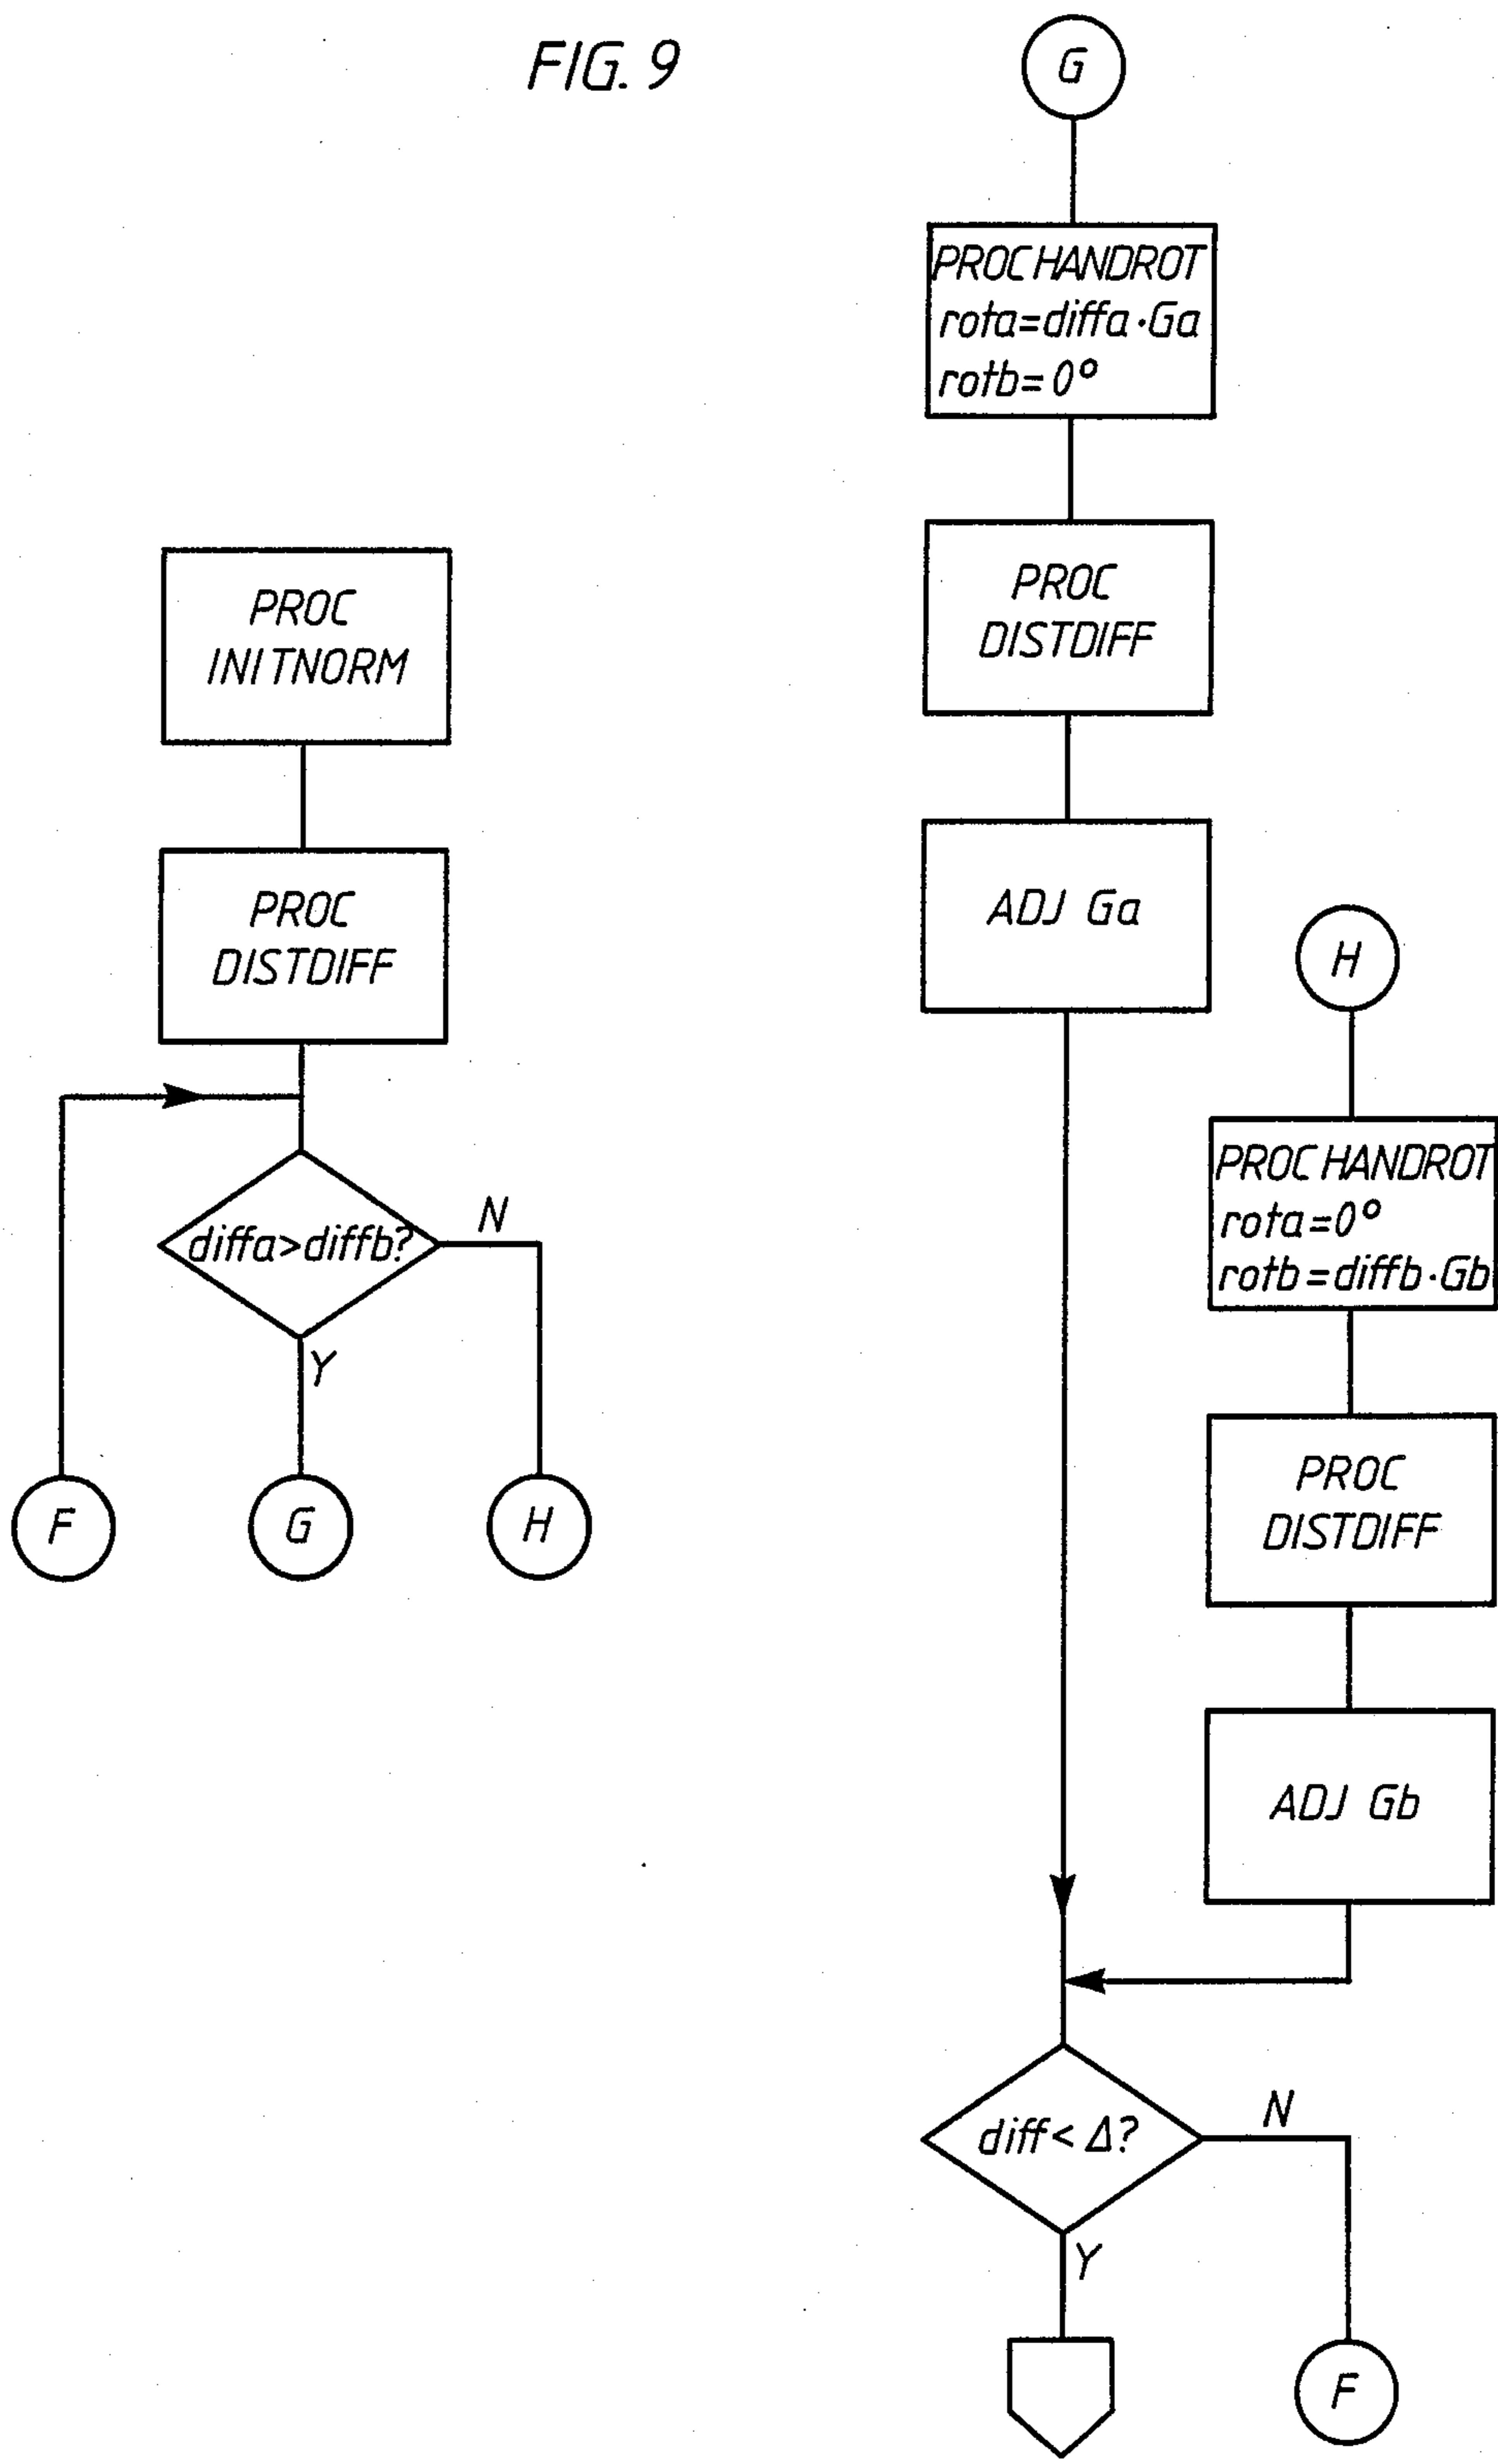 FIG. 9
PROC
INITNORM
PROC
DISTDIFF
diffa>diffb?
N
Y
F
G
H
G
PROC HANDROT
rota=diffa·Ga
rotb=0°
PROC
DISTDIFF
ADJ Ga
H
PROC HANDROT
rota=0°
rotb=diffb·Gb
PROC
DISTDIFF
ADJ Gb
diff<Δ?
N
Y
F